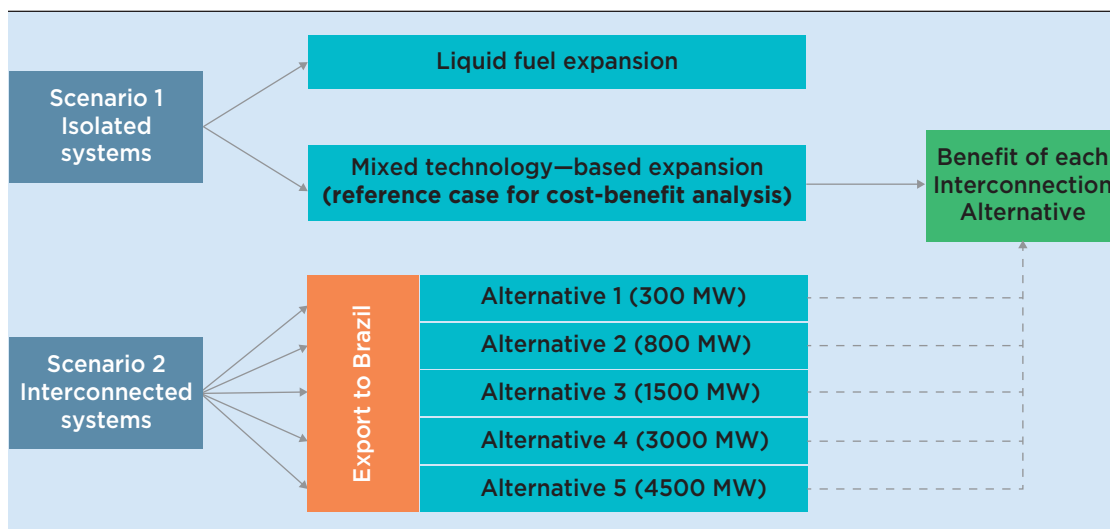 Scenario 1
Isolated
systems
Liquid fuel expansion
Mixed technology—based expansion
(reference case for cost-benefit analysis)
Benefit of each
Interconnection
Alternative
Scenario 2
Interconnected
systems
Export to Brazil
Alternative 1 (300 MW)
Alternative 2 (800 MW)
Alternative 3 (1500 MW)
Alternative 4 (3000 MW)
Alternative 5 (4500 MW)